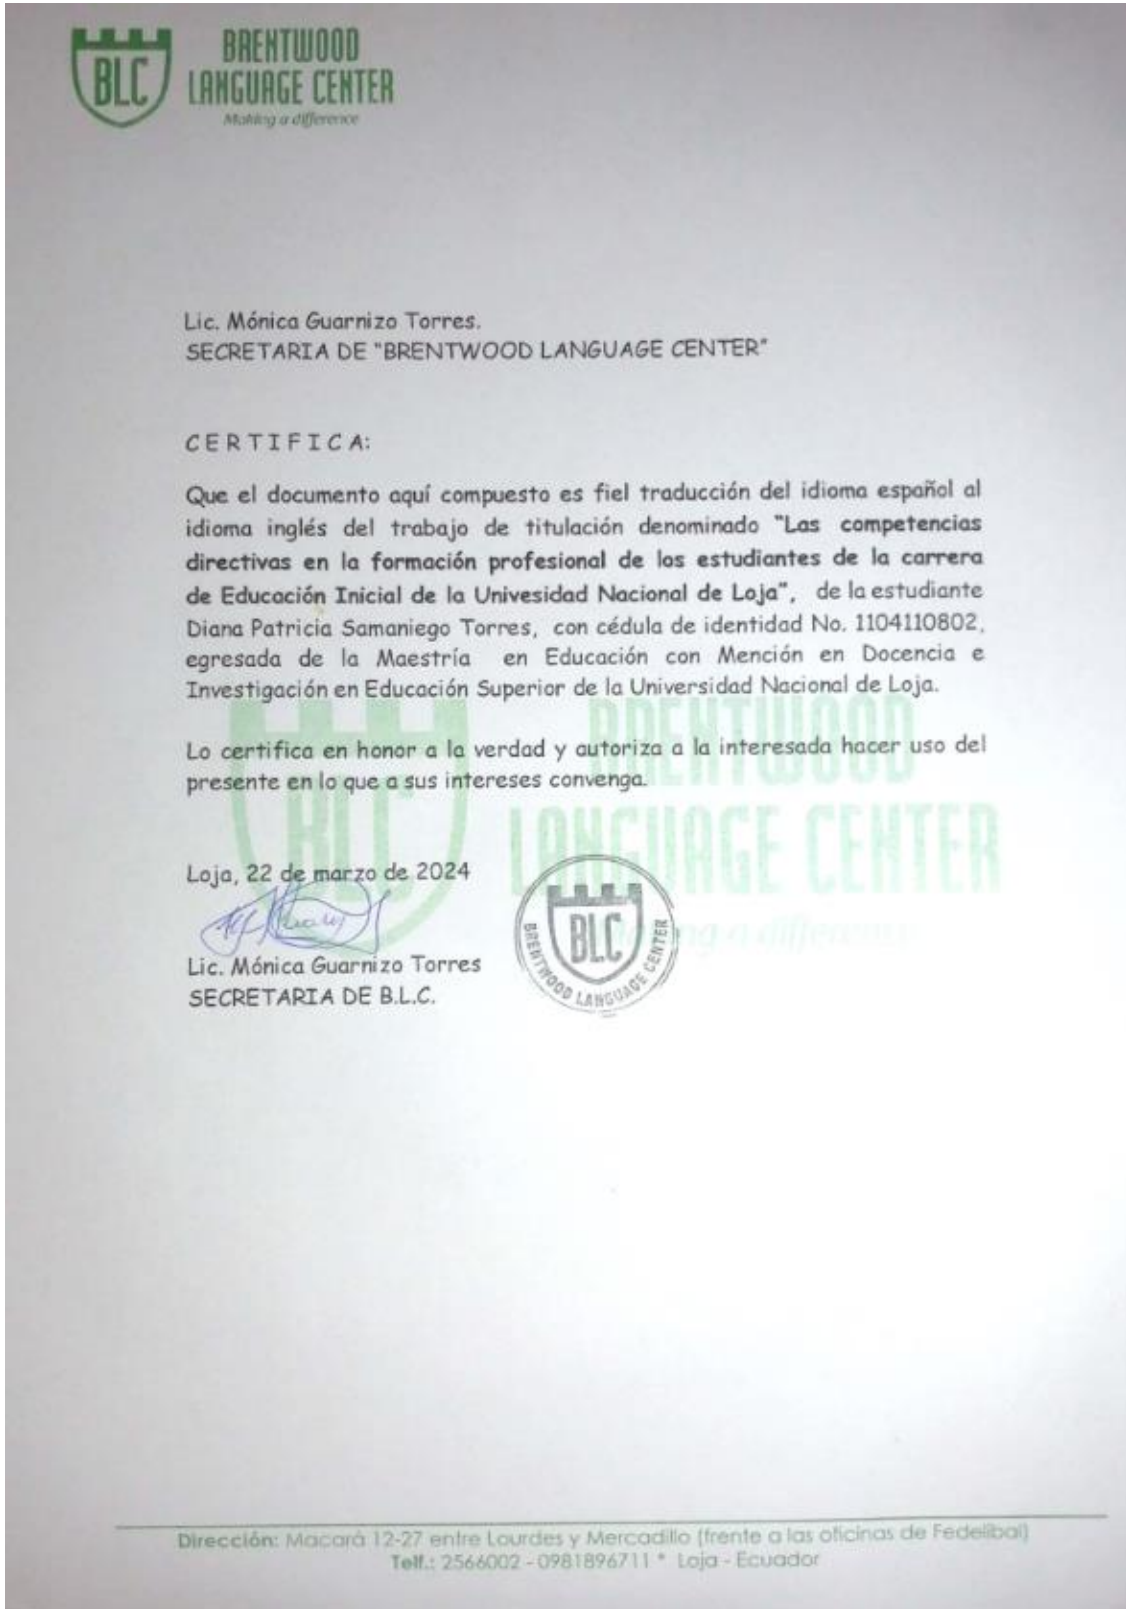 BLC
BRENTWOOD
LANGUAGE CENTER
Making a difference
Lic. Mónica Guarnizo Torres.
SECRETARIA DE "BRENTWOOD LANGUAGE CENTER"
CERTIFICA:
Que el documento aquí compuesto es fiel traducción del idioma español al
idioma inglés del trabajo de titulación denominado "Las competencias
directivas en la formación profesional de los estudiantes de la carrera
de Educación Inicial de la Univesidad Nacional de Loja", de la estudiante
Diana Patricia Samaniego Torres, con cédula de identidad No. 1104110802,
egresada de la Maestría en Educación con Mención en Docencia e
Investigación en Educación Superior de la Universidad Nacional de Loja.
Lo certifica en honor a la verdad y autoriza a la interesada hacer uso del
presente en lo que a sus intereses convenga.
BLC
BRENTWOOD
LANGUAGE CENTER
Making a difference
Loja, 22 de marzo de 2024
Lic. Mónica Guarnizo Torres
SECRETARIA DE B.L.C.
BLC
BRENTWOOD LANGUAGE CENTER
Dirección: Macará 12-27 entre Lourdes y Mercadillo (frente a las oficinas de Fedelibal)
Telf.: 2566002 - 0981896711 * Loja - Ecuador